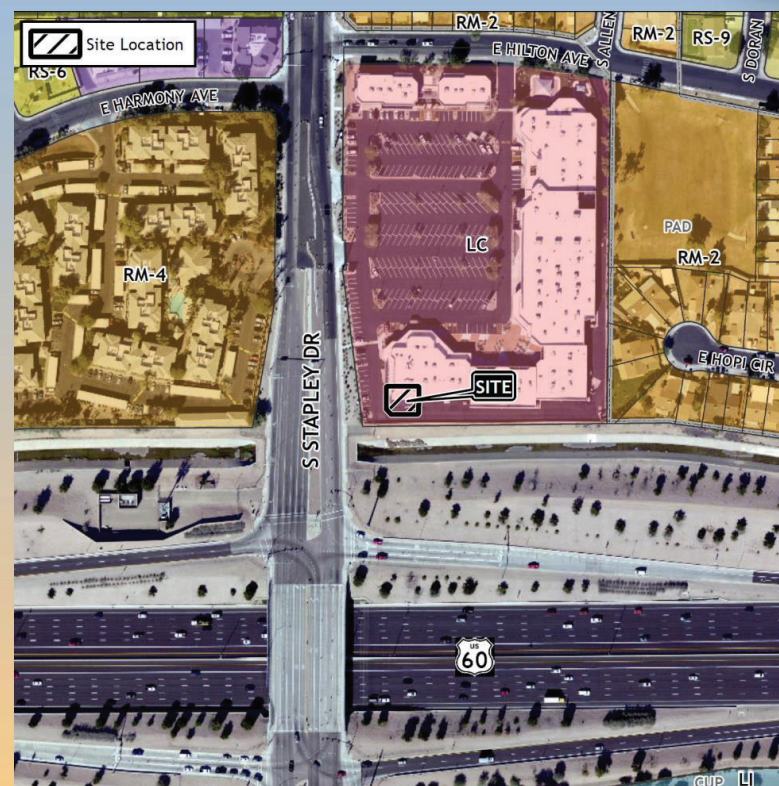 Site Location
RM-2
RM-2
RS-9
S ALLEN
S DORAN
E HILTON AVE
RS-6
E HARMONY AVE
PAD
RM-2
LC
RM-4
E HOPI CIR
S STAPLEY DR
SITE
US
60
CUP LI